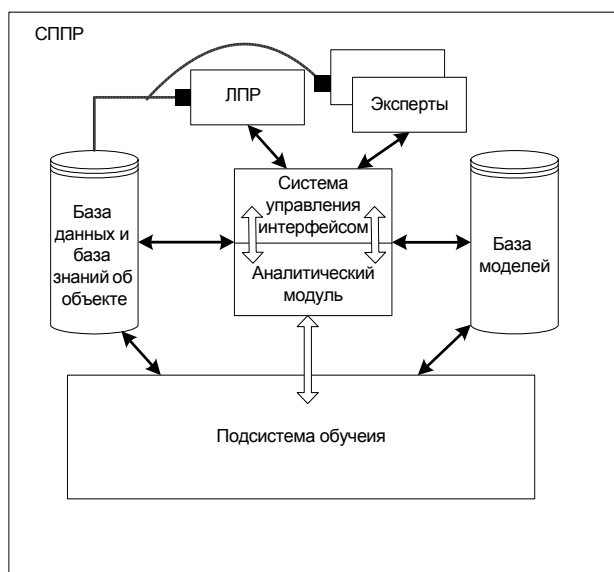 СППР
ЛПР
Эксперты
База
данных и
база
знаний об
объекте
Система
управления
интерфейсом
Аналитический
модуль
База
моделей
Подсистема обучеия